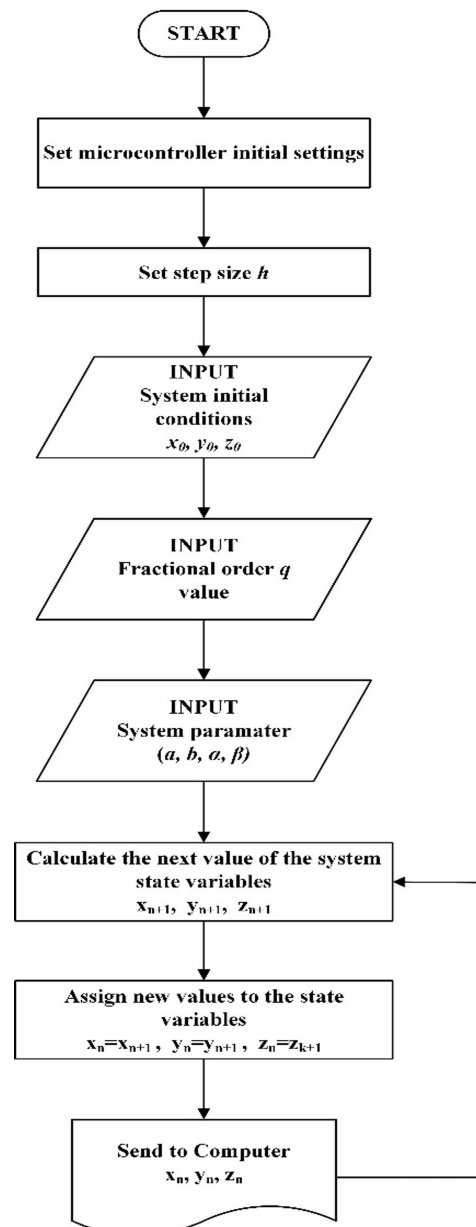 START
Set microcontroller initial settings
Set step size h
INPUT
System initial
conditions
x₀, y₀, z₀
INPUT
Fractional order q
value
INPUT
System paramater
(a, b, α, β)
Calculate the next value of the system
state variables
xₙ₊₁, yₙ₊₁, zₙ₊₁
Assign new values to the state
variables
xₙ=xₙ₊₁ , yₙ=yₙ₊₁ , zₙ=zₖ₊₁
Send to Computer
xₙ, yₙ, zₙ